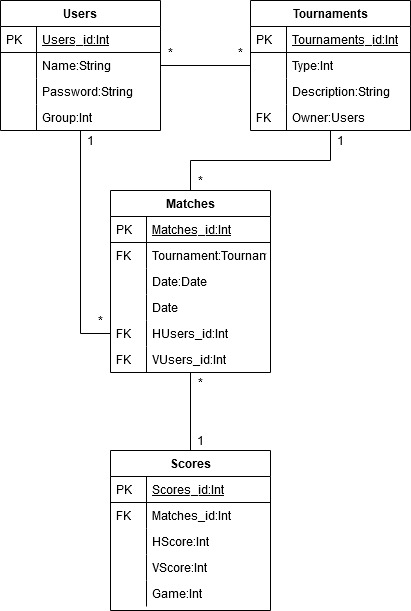 Users
PK Users_id:Int
Name:String
Password:String
Group:Int
Tournaments
PK Tournaments_id:Int
Type:Int
Description:String
FK Owner:Users
* *
1 1
*
Matches
PK Matches_id:Int
FK Tournament:Tournam
Date:Date
Date
* FK HUsers_id:Int
FK VUsers_id:Int
*
1
Scores
PK Scores_id:Int
FK Matches_id:Int
HScore:Int
VScore:Int
Game:Int